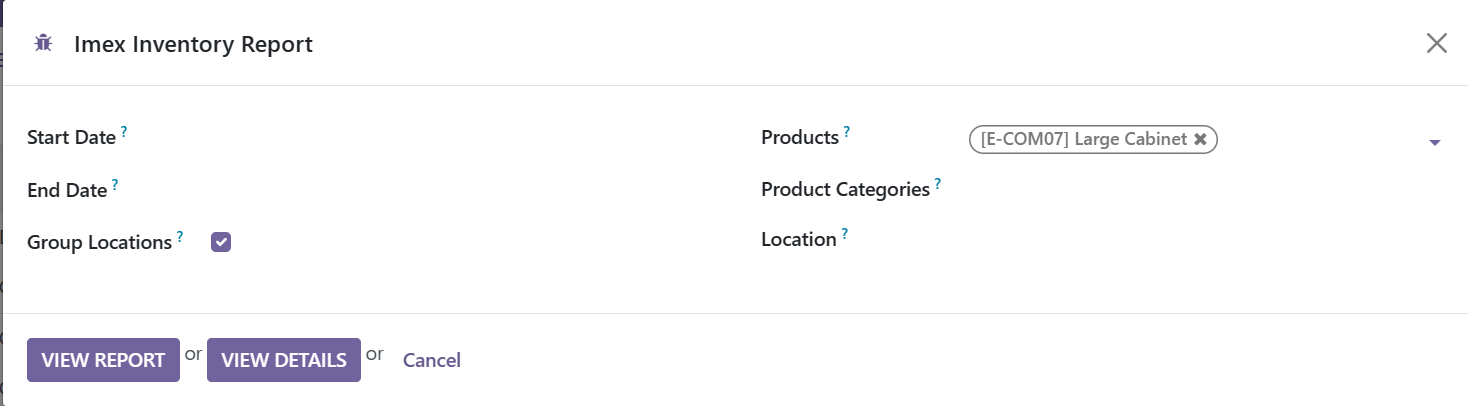 Imex Inventory Report
Start Date ?
Products ?
[E-COM07] Large Cabinet ✖
End Date ?
Product Categories ?
Group Locations ?
Location ?
VIEW REPORT or VIEW DETAILS or Cancel